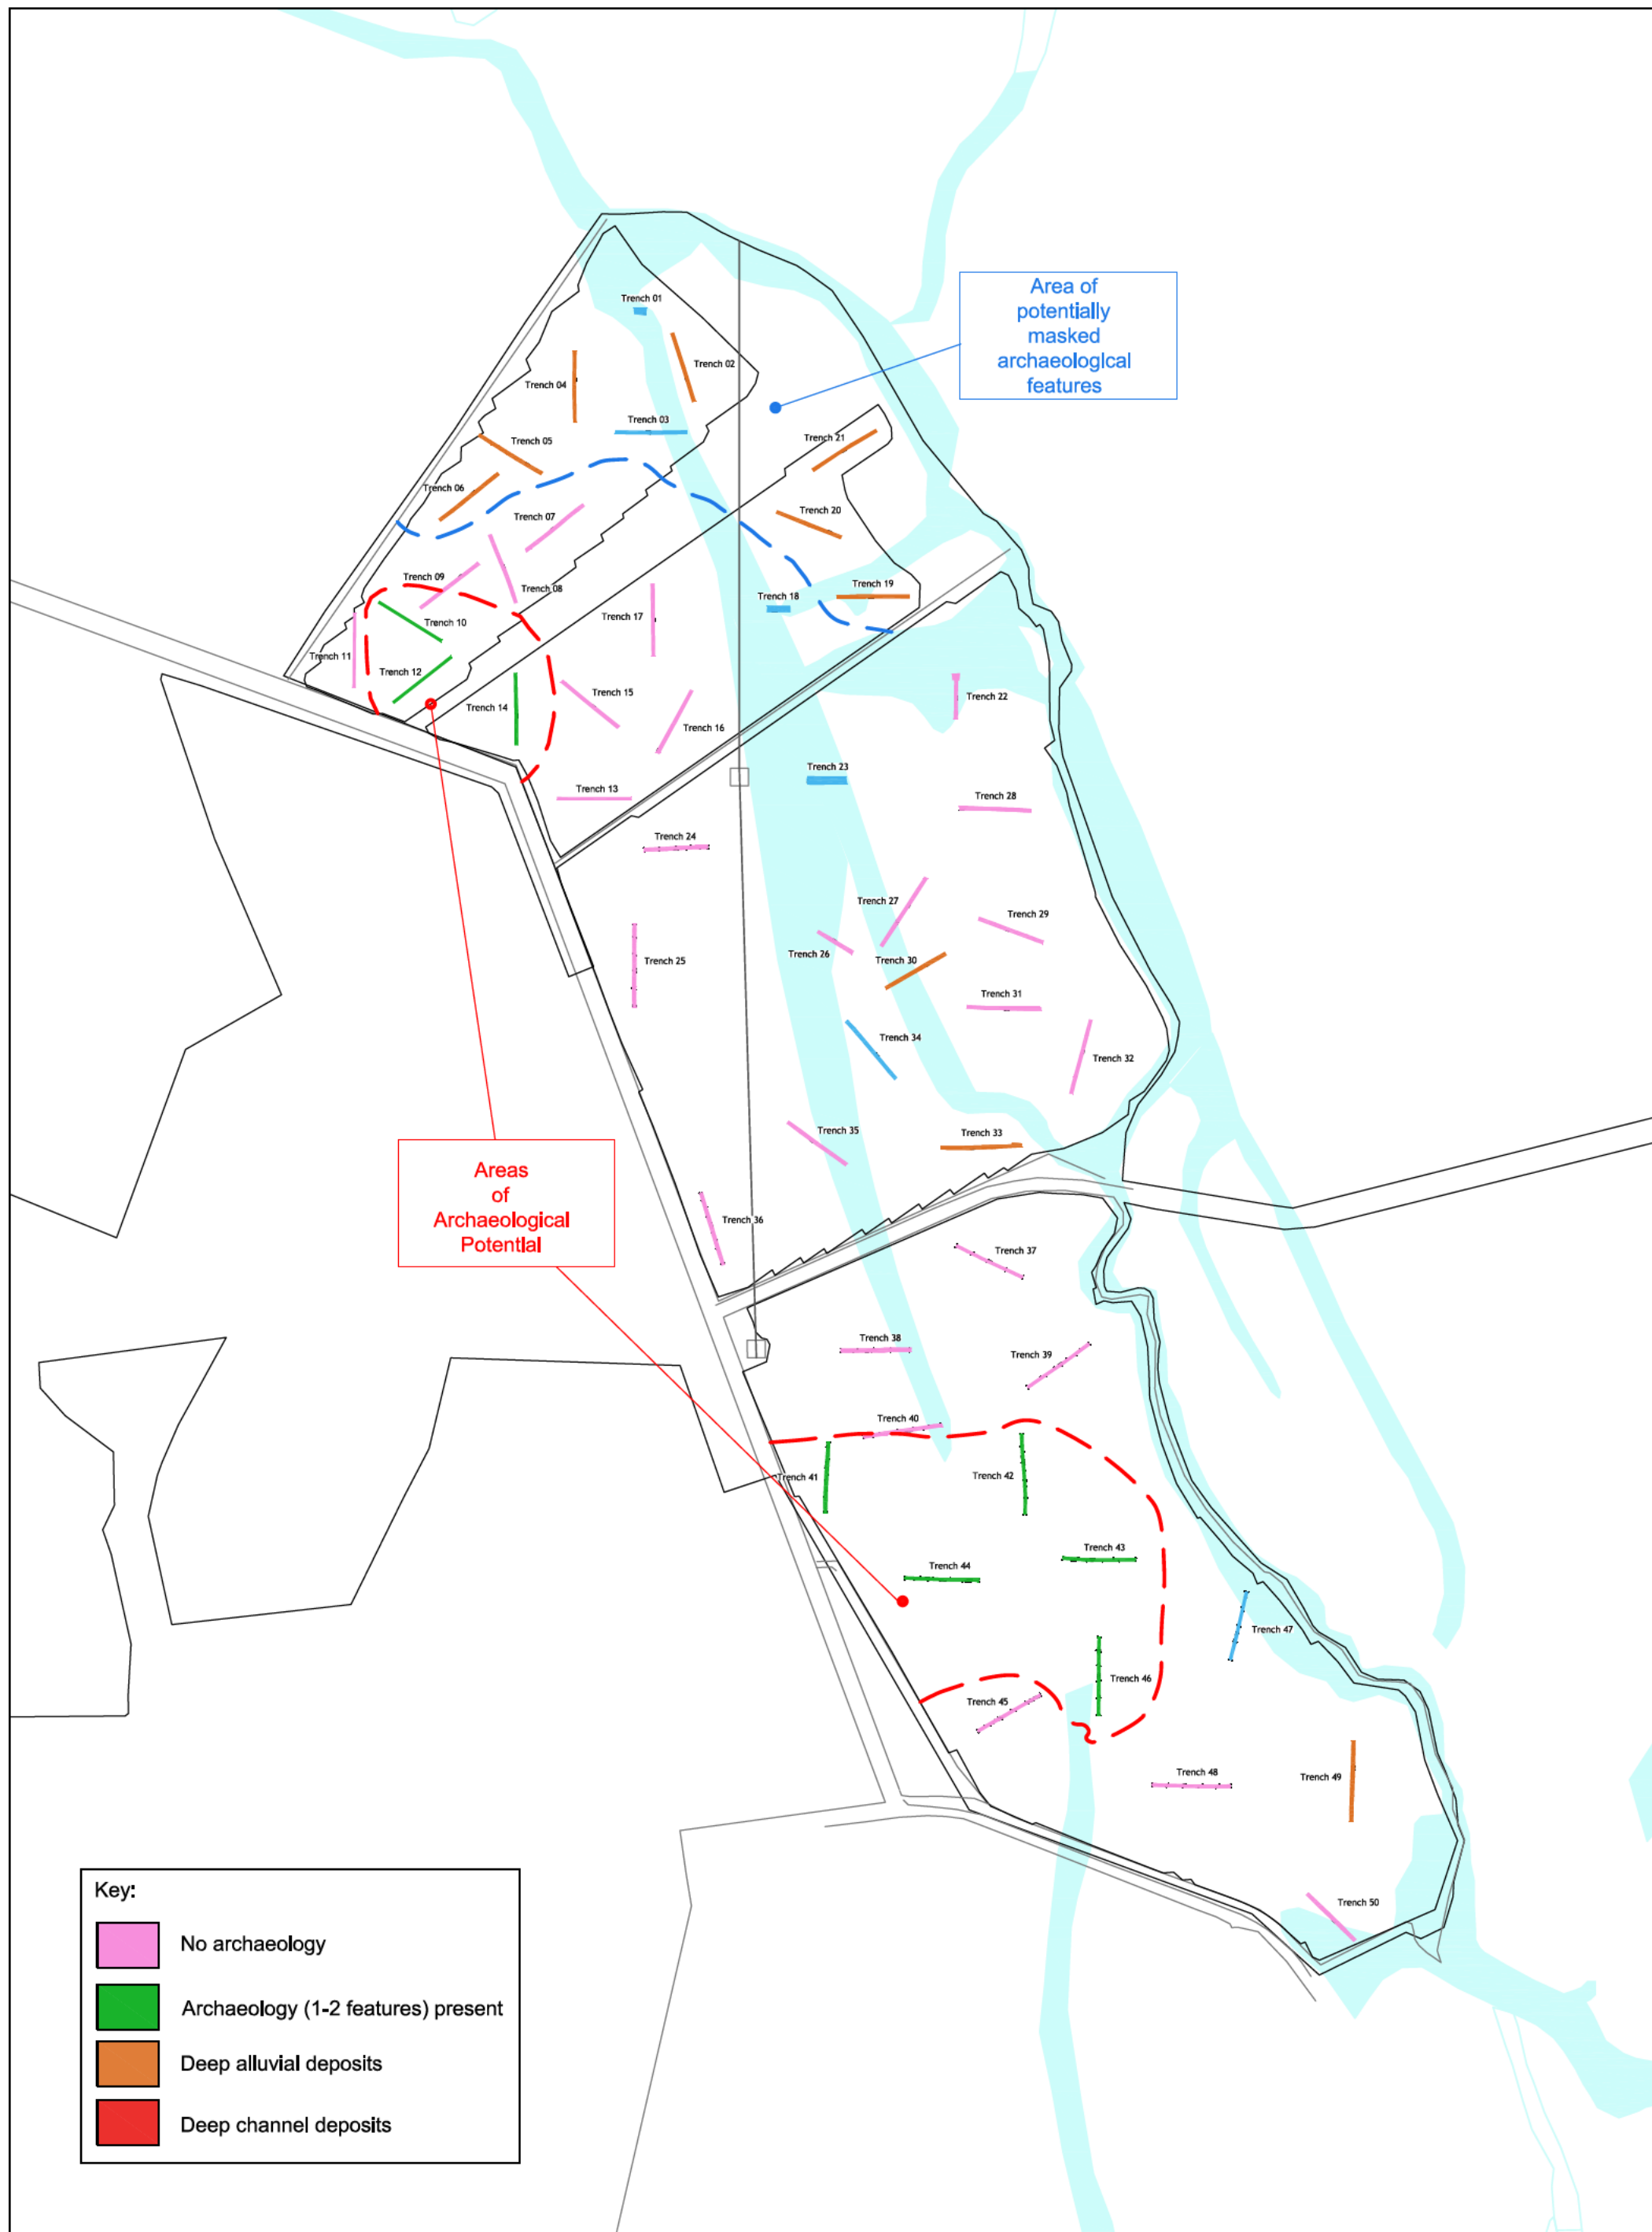 Trench 01
Area of
potentially
masked
archaeological
features
Trench 02
Trench 04
Trench 03
Trench 05
Trench 21
Trench 06
Trench 07
Trench 20
Trench 09
Trench 08
Trench 19
Trench 18
Trench 10
Trench 17
Trench 11
Trench 12
Trench 15
Trench 22
Trench 14
Trench 16
Trench 23
Trench 13
Trench 28
Trench 24
Trench 27
Trench 29
Trench 26
Trench 25
Trench 30
Trench 31
Trench 34
Trench 32
Trench 35
Trench 33
Areas
of
Archaeological
Potential
Trench 36
Trench 37
Trench 38
Trench 39
Trench 40
Trench 41
Trench 42
Trench 43
Trench 44
Trench 47
Trench 46
Trench 45
Trench 48
Trench 49
Trench 50
Key:
No archaeology
Archaeology (1-2 features) present
Deep alluvial deposits
Deep channel deposits